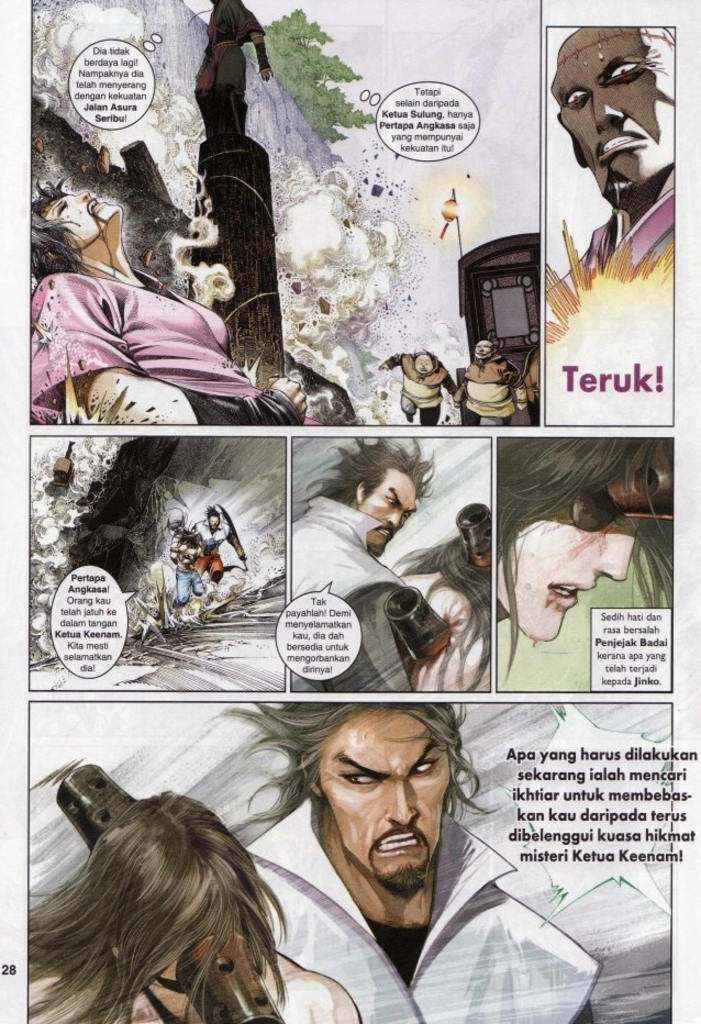 Dia tidak
berdaya lagi!
Nampaknya dia
telah menyerang
dengan kekuatan
Jalan Asura
Seribu!
Tetapi
selain daripada
Ketua Sulung, hanya
Pertapa Angkasa saja
yang mempunyai
kekuatan itu!
Teruk!
Pertapa
Angkasa!
Orang kau
telah jatuh ke
dalam tangan
Ketua Keenam.
Kita mesti
selamatkan
dia!
Tak
payahlah! Demi
menyelamatkan
kau, dia dah
bersedia untuk
mengorbankan
dirinya!
Sedih hati dan
rasa bersalah
Penjejak Badai
kerana apa yang
telah terjadi
kepada Jinko.
Apa yang harus dilakukan
sekarang ialah mencari
ikhtiar untuk membebas-
kan kau daripada terus
dibelenggui kuasa hikmat
misteri Ketua Keenam!
28